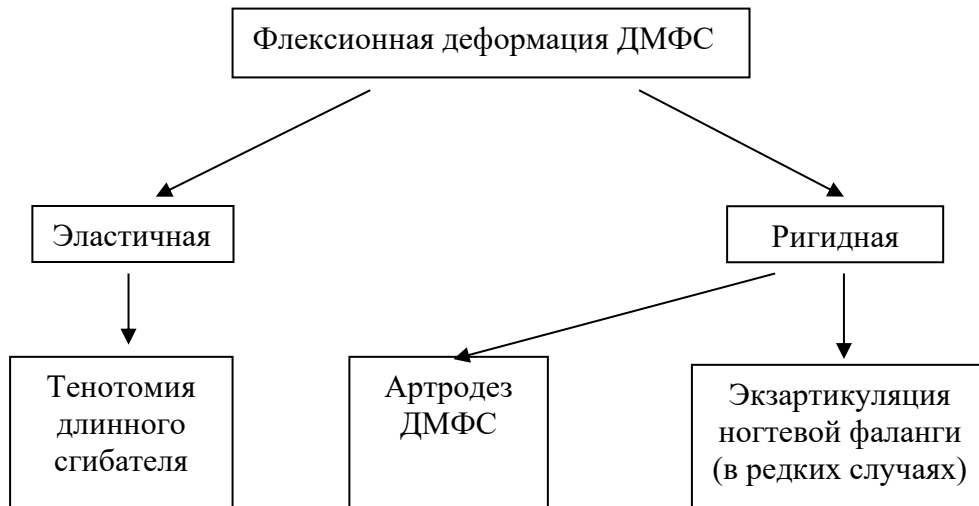 Флексионная деформация ДМФС
Эластичная
Ригидная
Тенотомия
длинного
сгибателя
Артродез
ДМФС
Экзартикуляция
ногтевой фаланги
(в редких случаях)